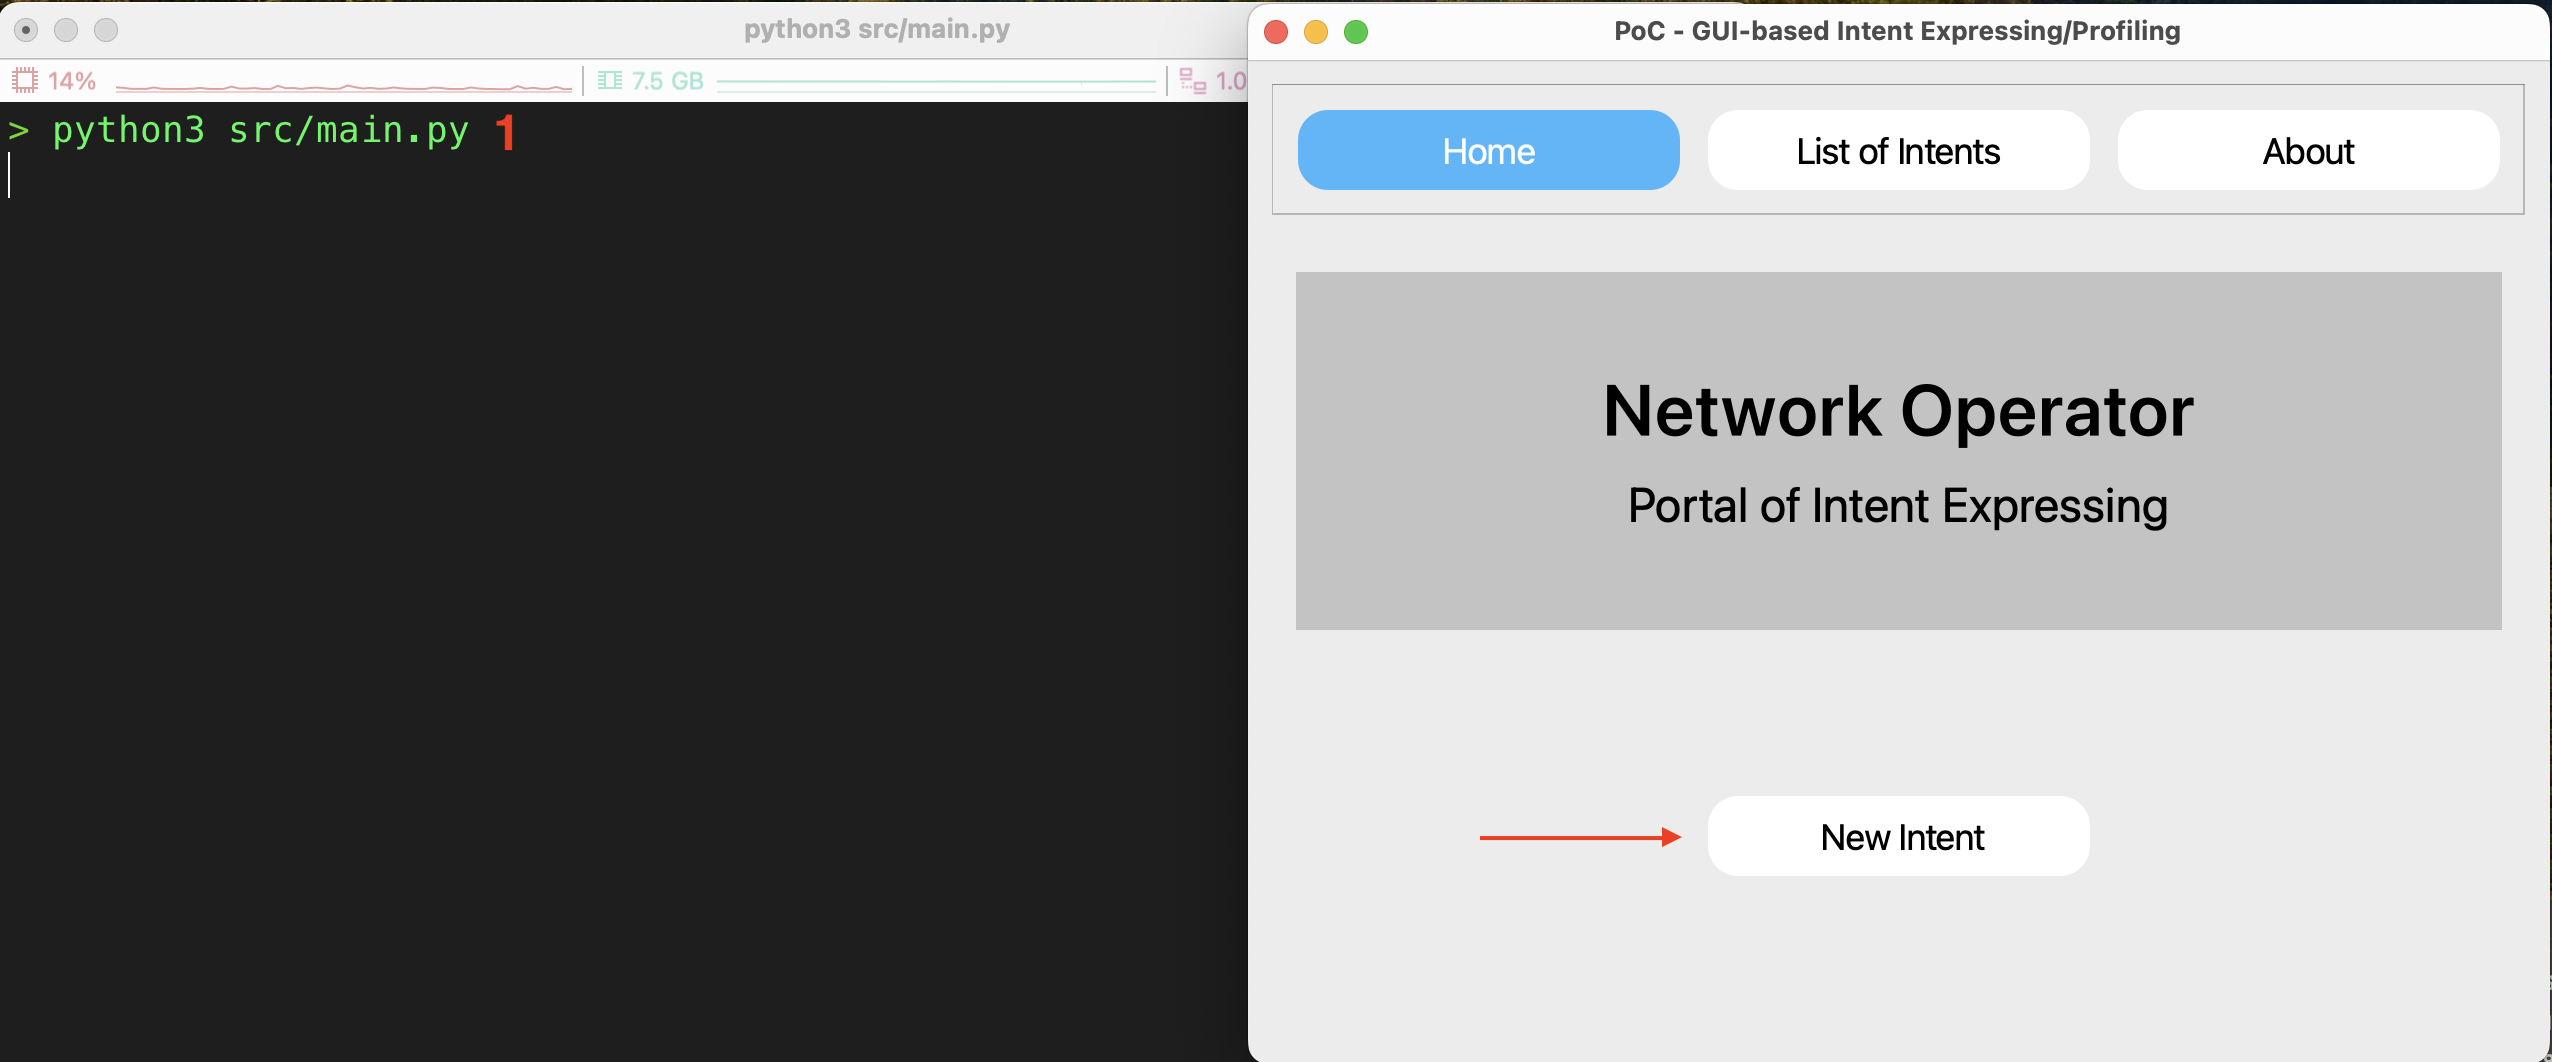 python3 src/main.py
14%
7.5 GB
1.0
> python3 src/main.py 1
PoC - GUI-based Intent Expressing/Profiling
Home
List of Intents
About
Network Operator
Portal of Intent Expressing
New Intent